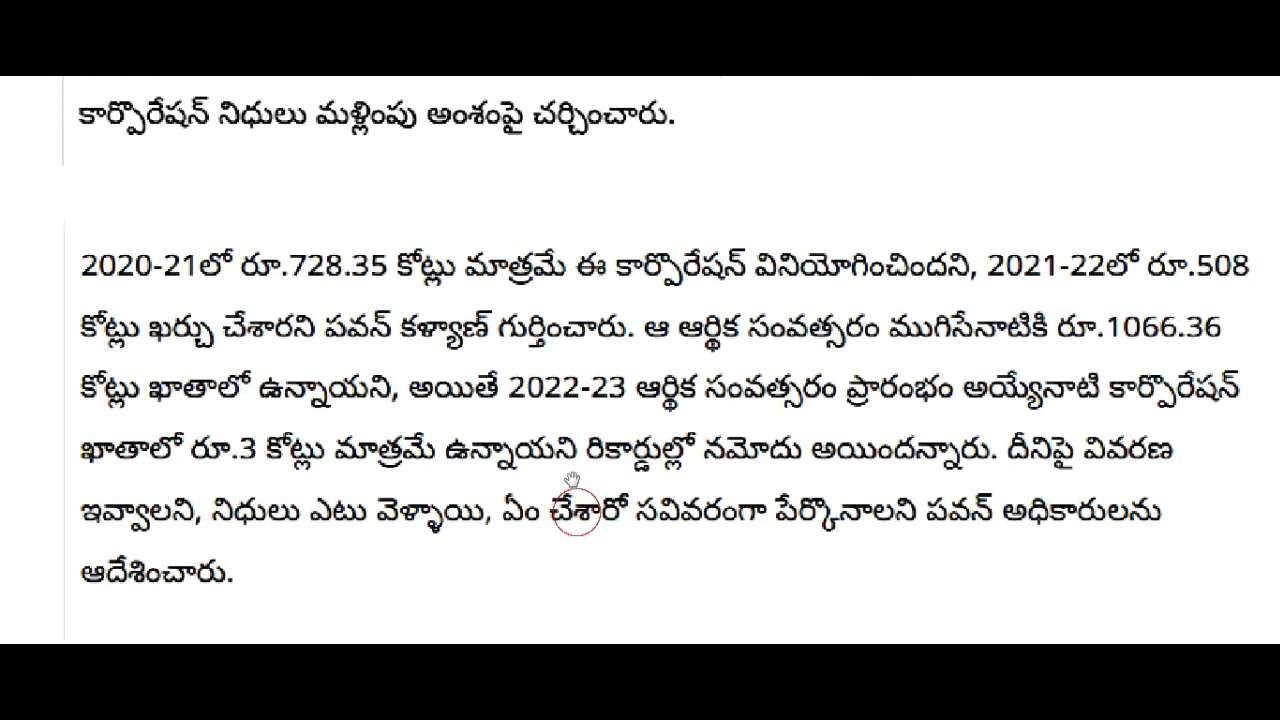 కార్పొరేషన్ నిధులు మళ్లింపు అంశంపై చర్చించారు.
2020-21లో రూ.728.35 కోట్లు మాత్రమే ఈ కార్పొరేషన్ వినియోగించిందని, 2021-22లో రూ.508
కోట్లు ఖర్చు చేశారని పవన్ కళ్యాణ్ గుర్తించారు. ఆ ఆర్థిక సంవత్సరం ముగిసేనాటికి రూ.1066.36
కోట్లు ఖాతాలో ఉన్నాయని, అయితే 2022-23 ఆర్థిక సంవత్సరం ప్రారంభం అయ్యేనాటి కార్పొరేషన్
ఖాతాలో రూ.3 కోట్లు మాత్రమే ఉన్నాయని రికార్డుల్లో నమోదు అయిందన్నారు. దీనిపై వివరణ
ఇవ్వాలని, నిధులు ఎటు వెళ్ళాయి, ఏం చేశారో సవివరంగా పేర్కొనాలని పవన్ అధికారులను
ఆదేశించారు.